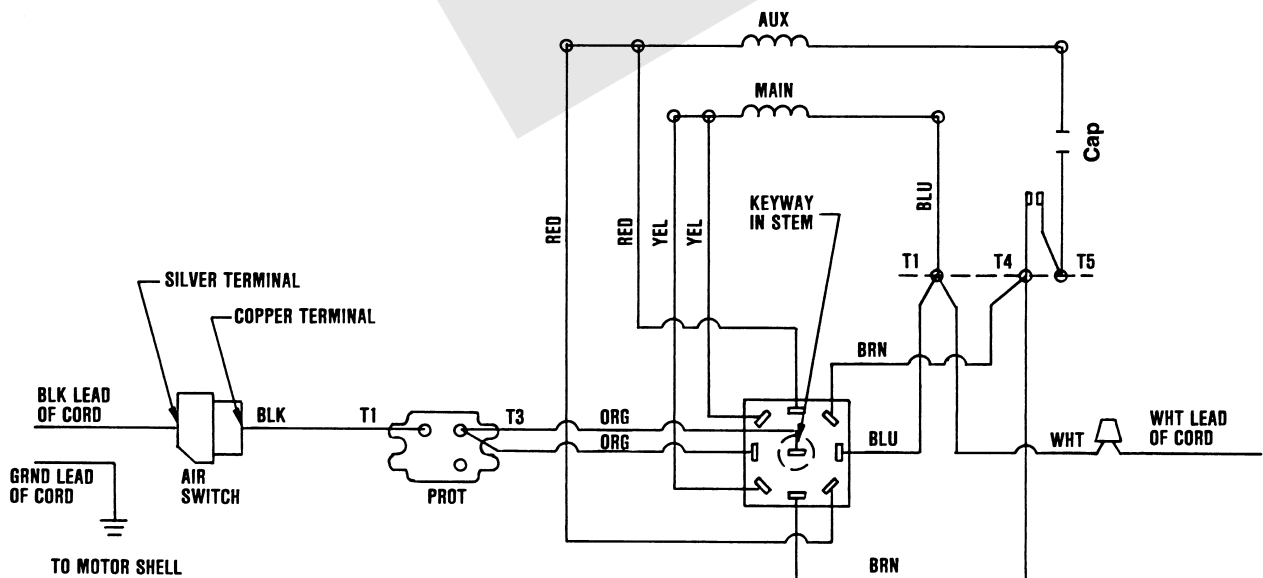 AUX
MAIN
Cap
RED
RED
YEL
YEL
BLU
KEYWAY
IN STEM
T1
T4
T5
SILVER TERMINAL
COPPER TERMINAL
BRN
BLK LEAD
OF CORD
BLK
T1
T3
ORG
ORG
BLU
WHT
WHT LEAD
OF CORD
GRND LEAD
OF CORD
AIR
SWITCH
PROT
TO MOTOR SHELL
BRN